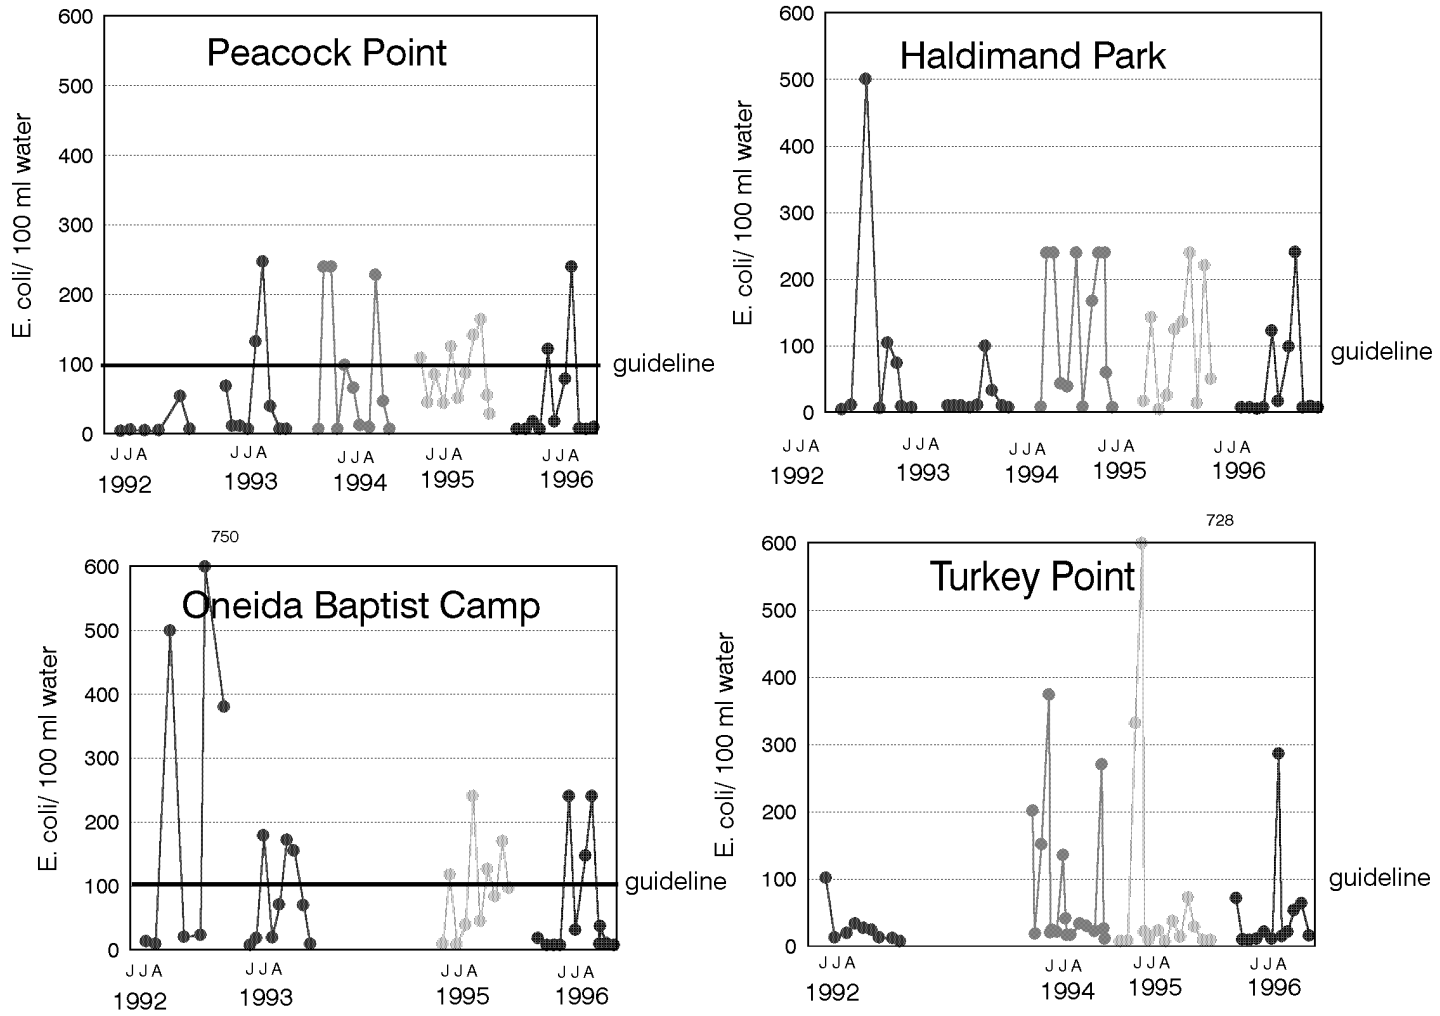 Peacock Point
E. coli/ 100 ml water
600
500
400
300
200
100
0
guideline
J J A
J J A
J J A
J J A
J J A
1992
1993
1994
1995
1996
Haldimand Park
E. coli/ 100 ml water
600
500
400
300
200
100
0
guideline
J J A
J J A
J J A
J J A
J J A
1992
1993
1994
1995
1996
750
Oneida Baptist Camp
E. coli/ 100 ml water
600
500
400
300
200
100
0
guideline
J J A
J J A
J J A
J J A
1992
1993
1995
1996
728
Turkey Point
E. coli/ 100 ml water
600
500
400
300
200
100
0
guideline
J J A
J J A
J J A
J J A
1992
1994
1995
1996